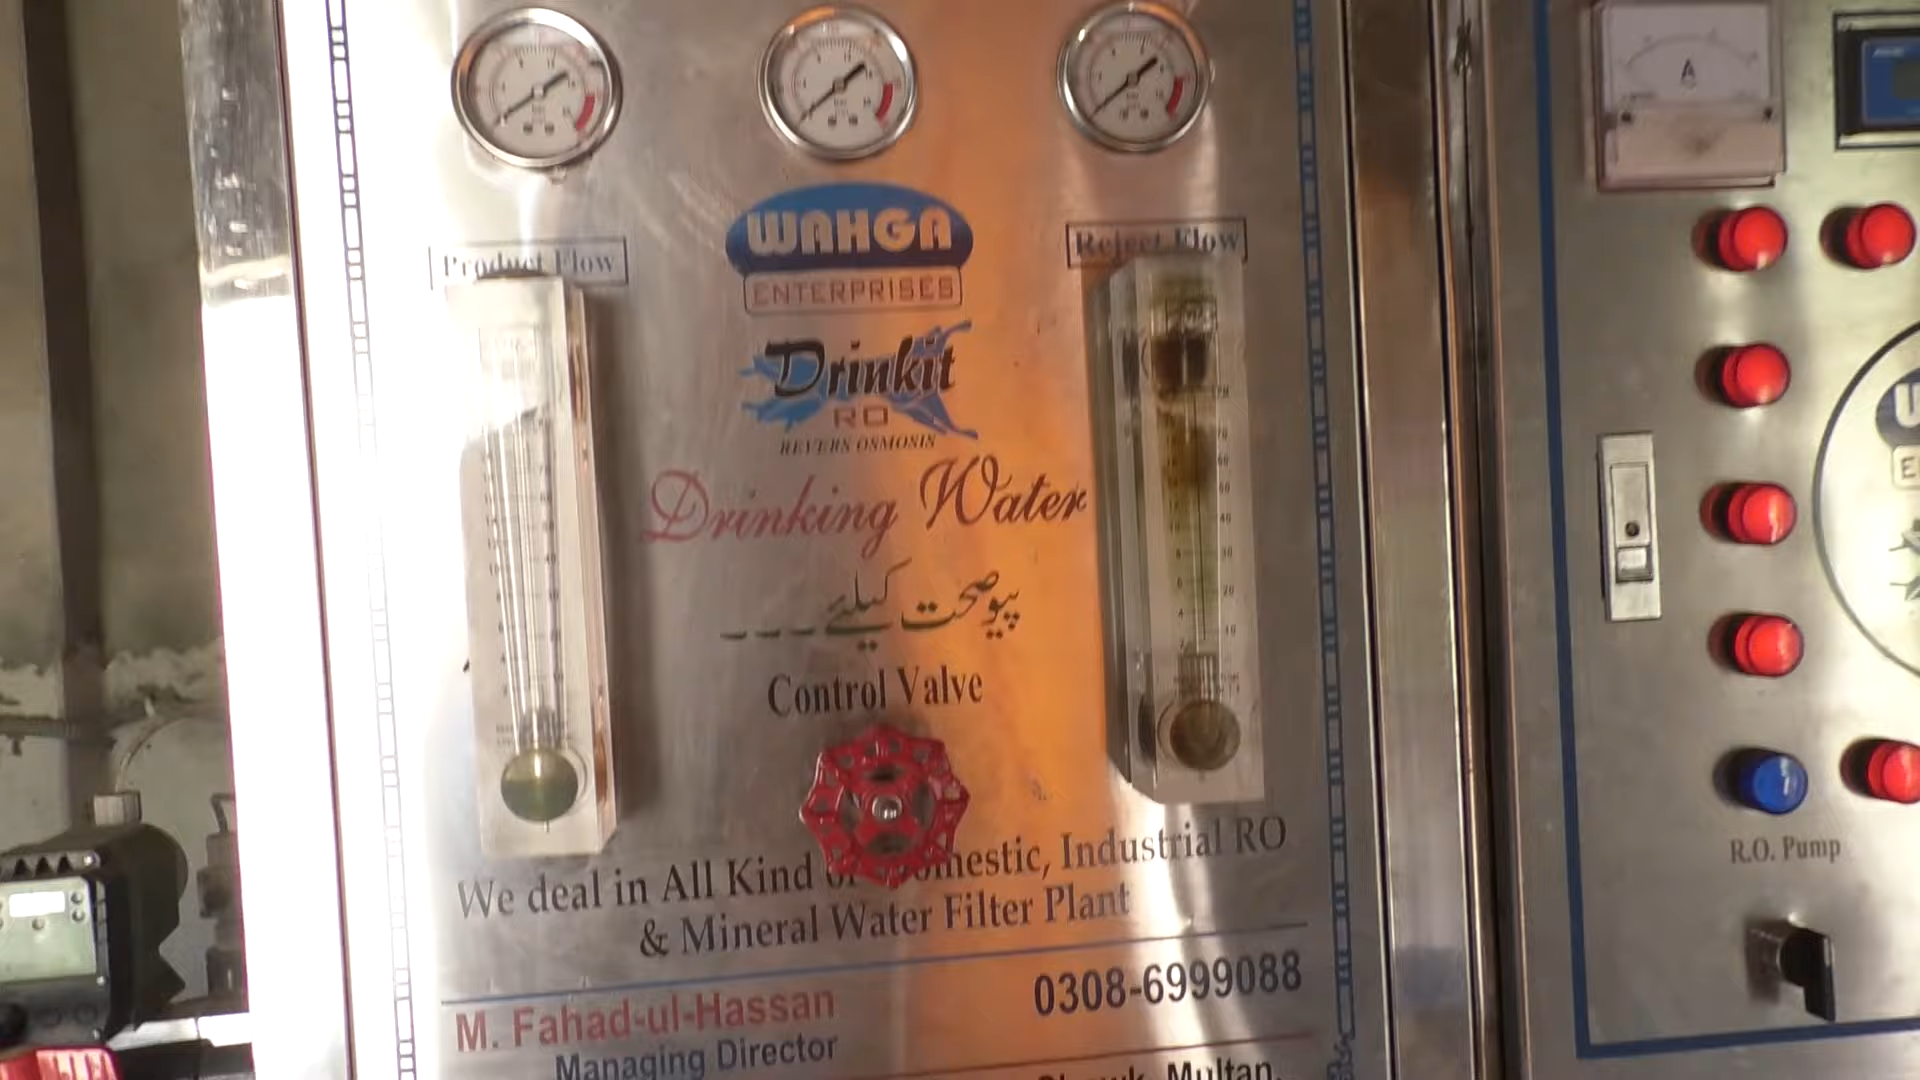 A
Product Flow
WAHGA
ENTERPRISES
Reject Flow
Drinkit
RO
REVERS OSMOSIS
Drinking Water
پیو صحت کیلئے---
Control Valve
We deal in All Kind of Domestic, Industrial RO
& Mineral Water Filter Plant
M. Fahad-ul-Hassan
Managing Director
0308-6999088
Multan.
R.O. Pump